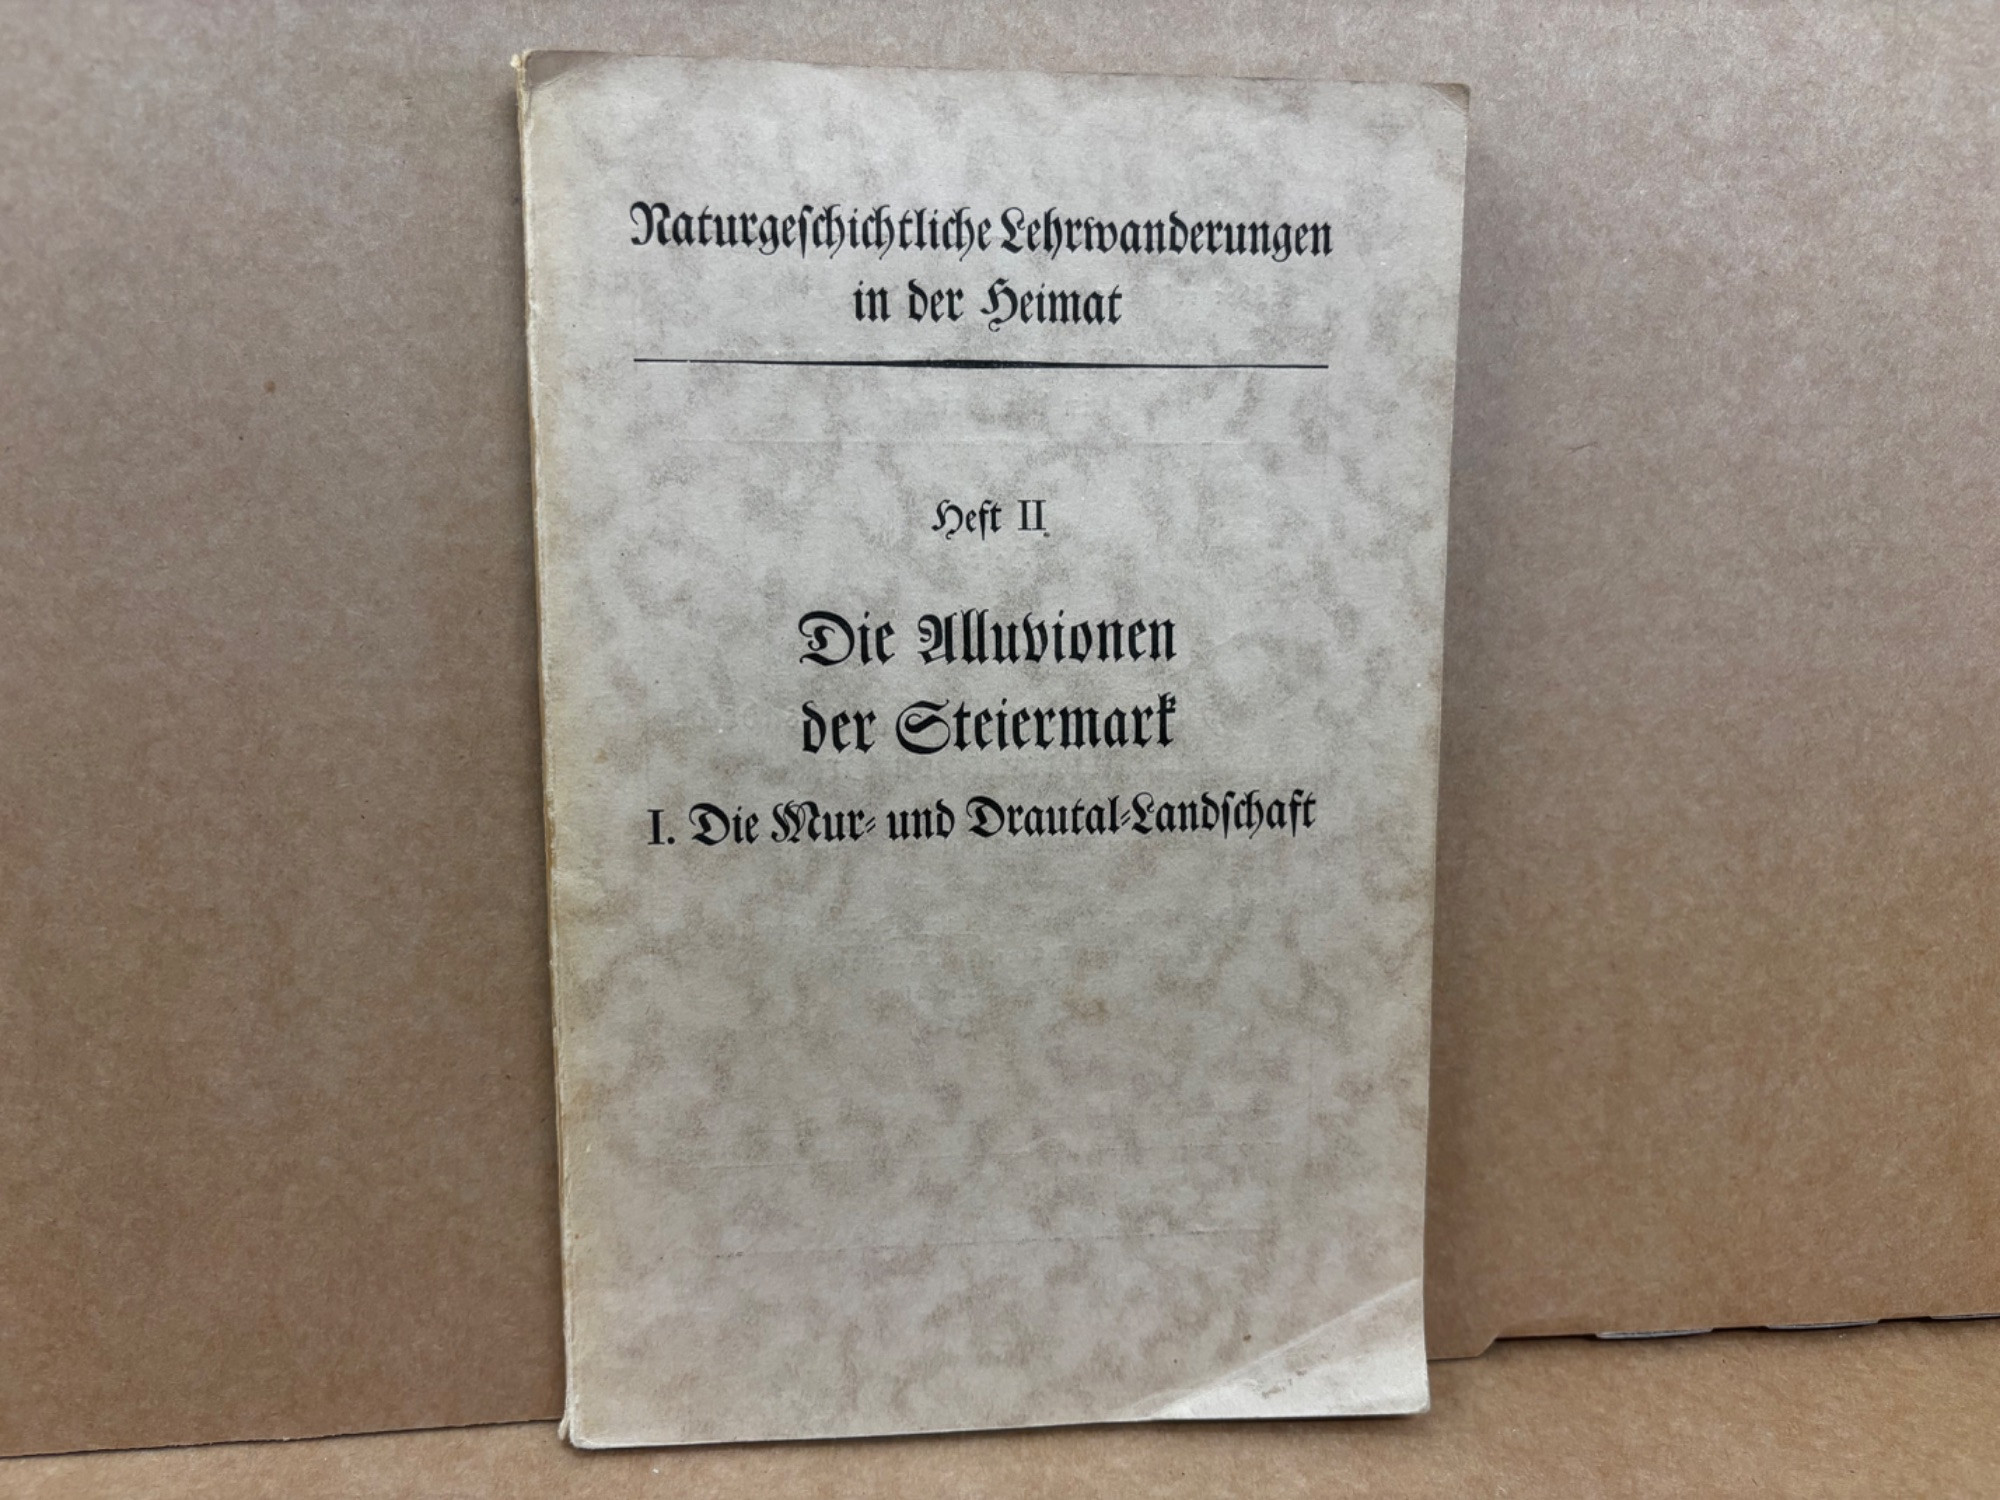 Naturgeſchichtliche Lehrwanderungen
in der Heimat
Heft II.
Die Alluvionen
der Steiermark
I. Die Mur- und Drautal-Landſchaft